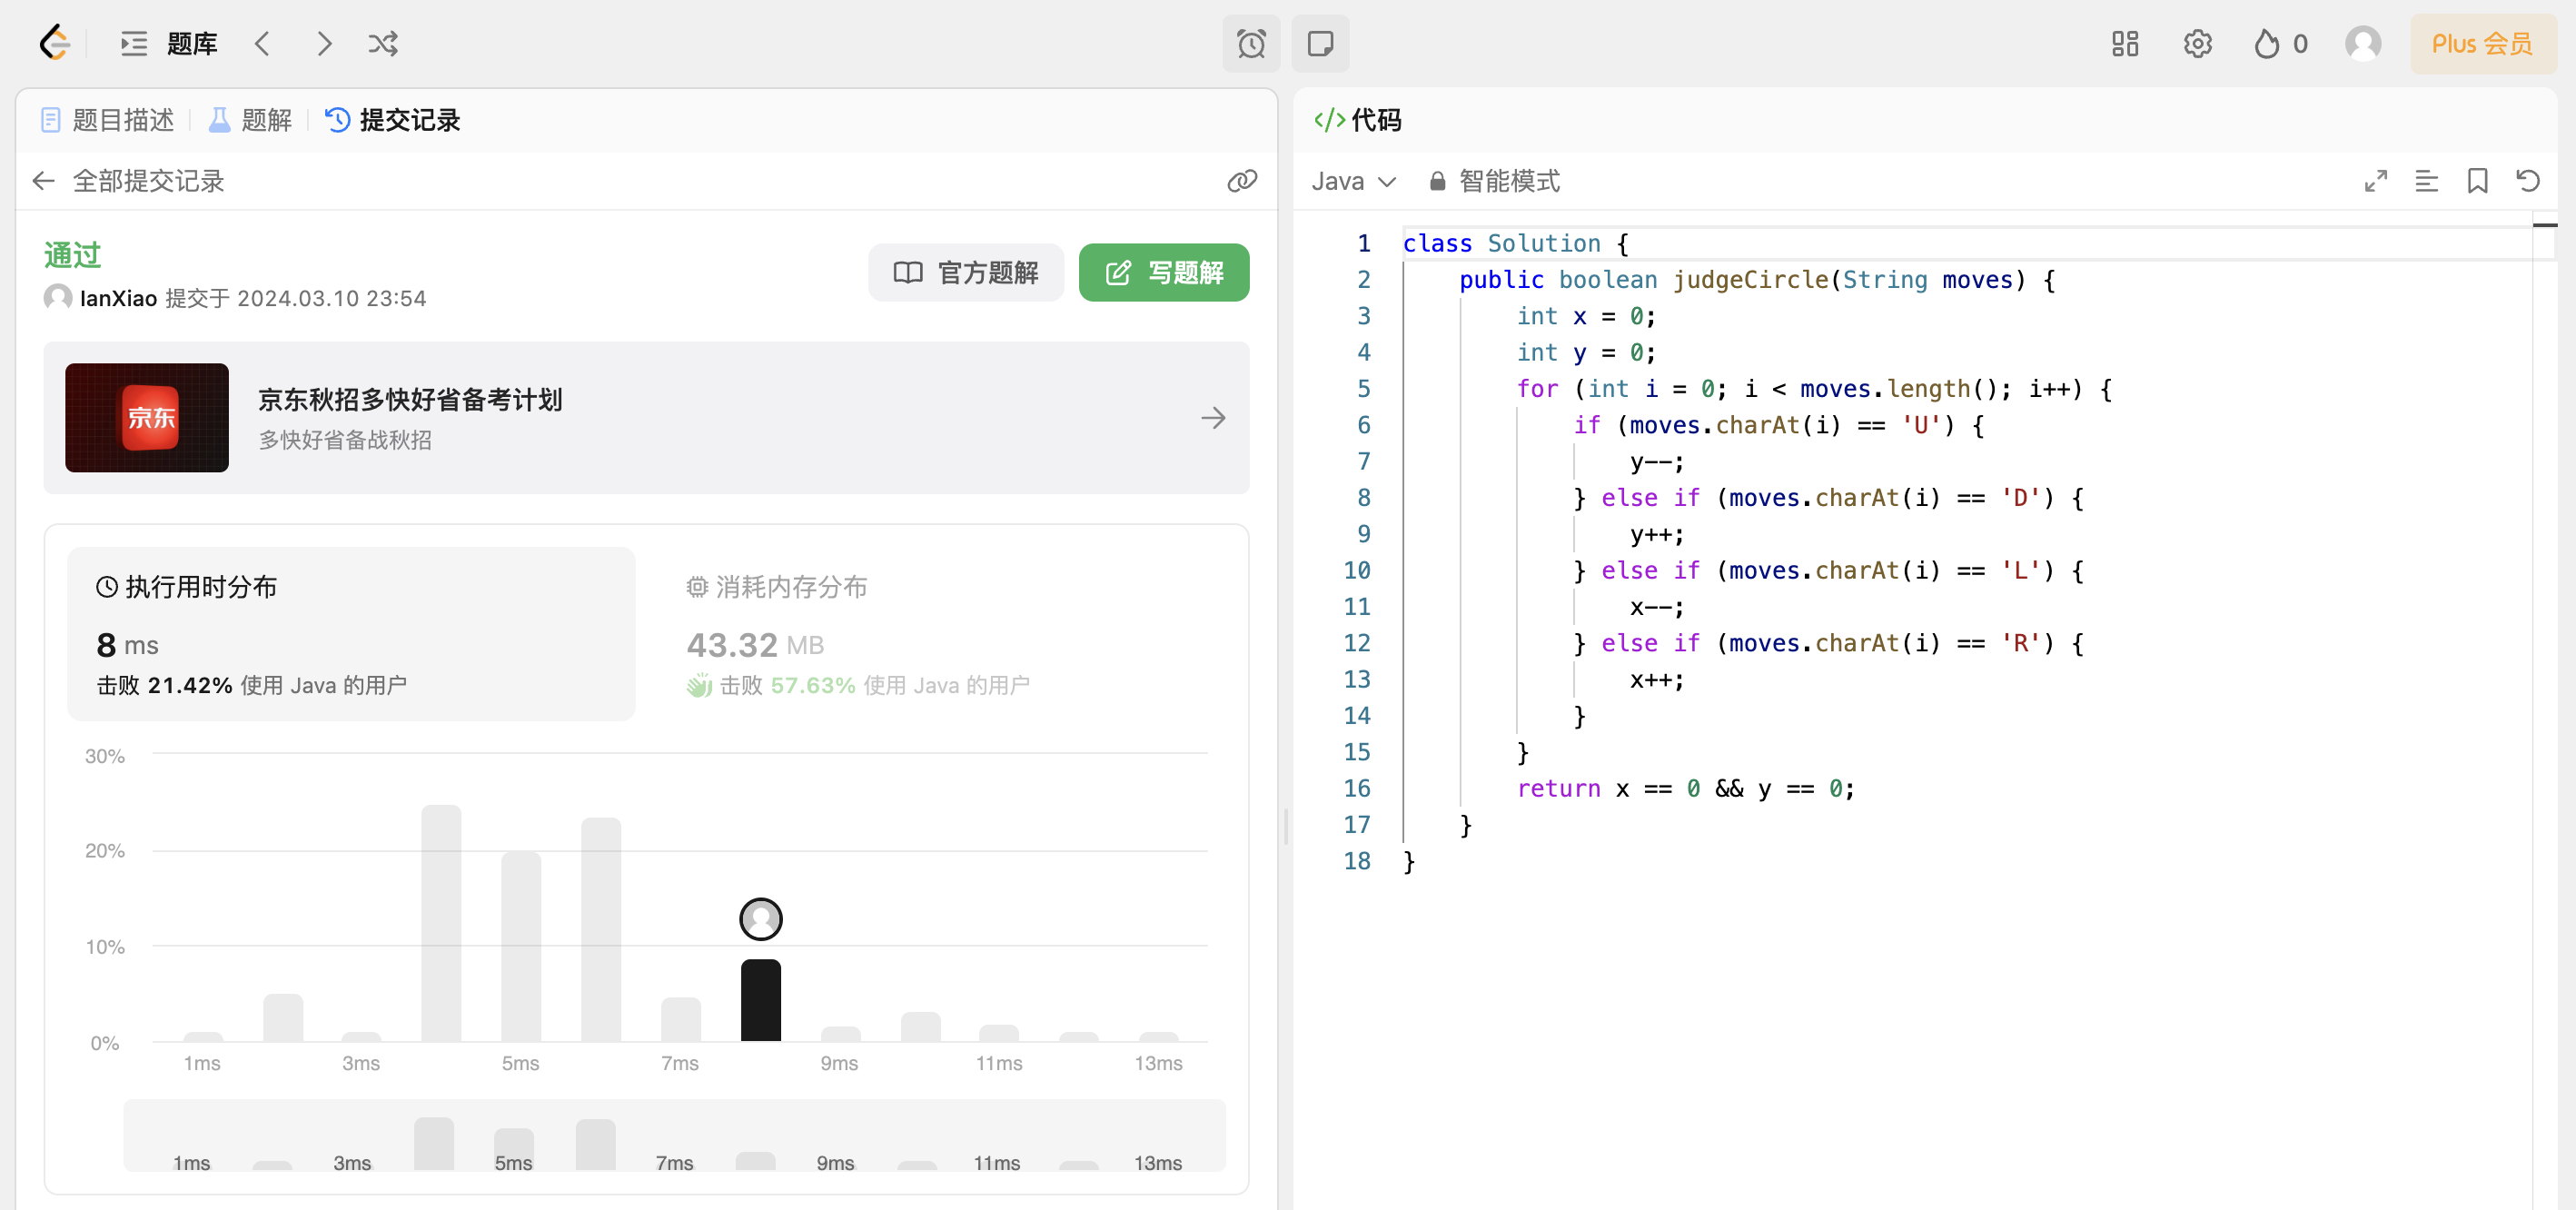 题库
0
Plus 会员
题目描述
题解
提交记录
全部提交记录
通过
官方题解
写题解
IanXiao 提交于 2024.03.10 23:54
京东
京东秋招多快好省备考计划
多快好省备战秋招
执行用时分布
8 ms
击败 21.42% 使用 Java 的用户
消耗内存分布
43.32 MB
击败 57.63% 使用 Java 的用户
30%
20%
10%
0%
1ms 3ms 5ms 7ms 9ms 11ms 13ms
1ms 3ms 5ms 7ms 9ms 11ms 13ms
</> 代码
Java 智能模式
1 class Solution {
2     public boolean judgeCircle(String moves) {
3         int x = 0;
4         int y = 0;
5         for (int i = 0; i < moves.length(); i++) {
6             if (moves.charAt(i) == 'U') {
7                 y--;
8             } else if (moves.charAt(i) == 'D') {
9                 y++;
10             } else if (moves.charAt(i) == 'L') {
11                 x--;
12             } else if (moves.charAt(i) == 'R') {
13                 x++;
14             }
15         }
16         return x == 0 && y == 0;
17     }
18 }